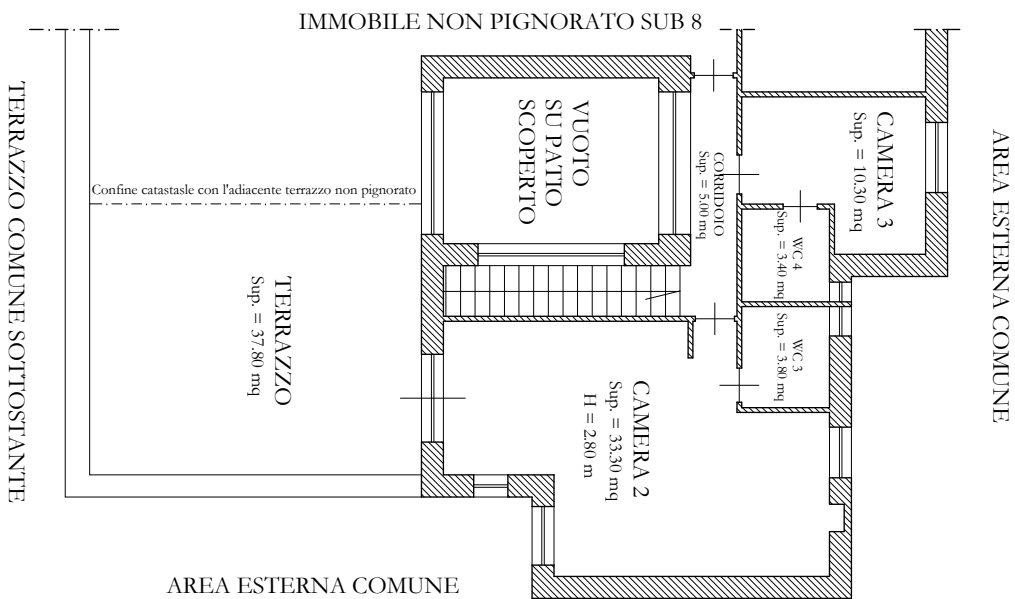 IMMOBILE NON PIGNORATO SUB 8
TERRAZZO COMUNE SOTTOSTANTE
VUOTO
SU PATIO
SCOPERTO
CORRIDOIO
Sup. = 5.00 mq
CAMERA 3
Sup. = 10.30 mq
AREA ESTERNA COMUNE
Confine catastasle con l'adiacente terrazzo non pignorato
WC 4
Sup. = 3.40 mq
TERRAZZO
Sup. = 37.80 mq
WC 3
Sup. = 3.80 mq
CAMERA 2
Sup. = 33.30 mq
H = 2.80 m
AREA ESTERNA COMUNE